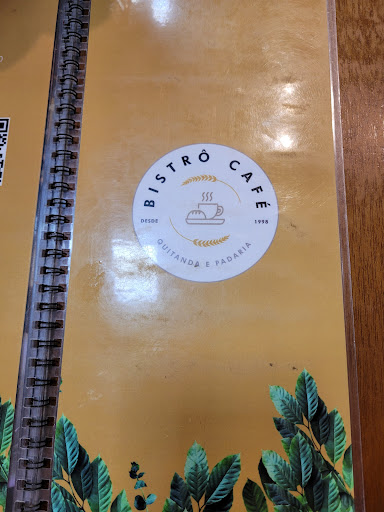 BISTRÔ CAFÉ
DESDE 1998
QUITANDA E PADARIA